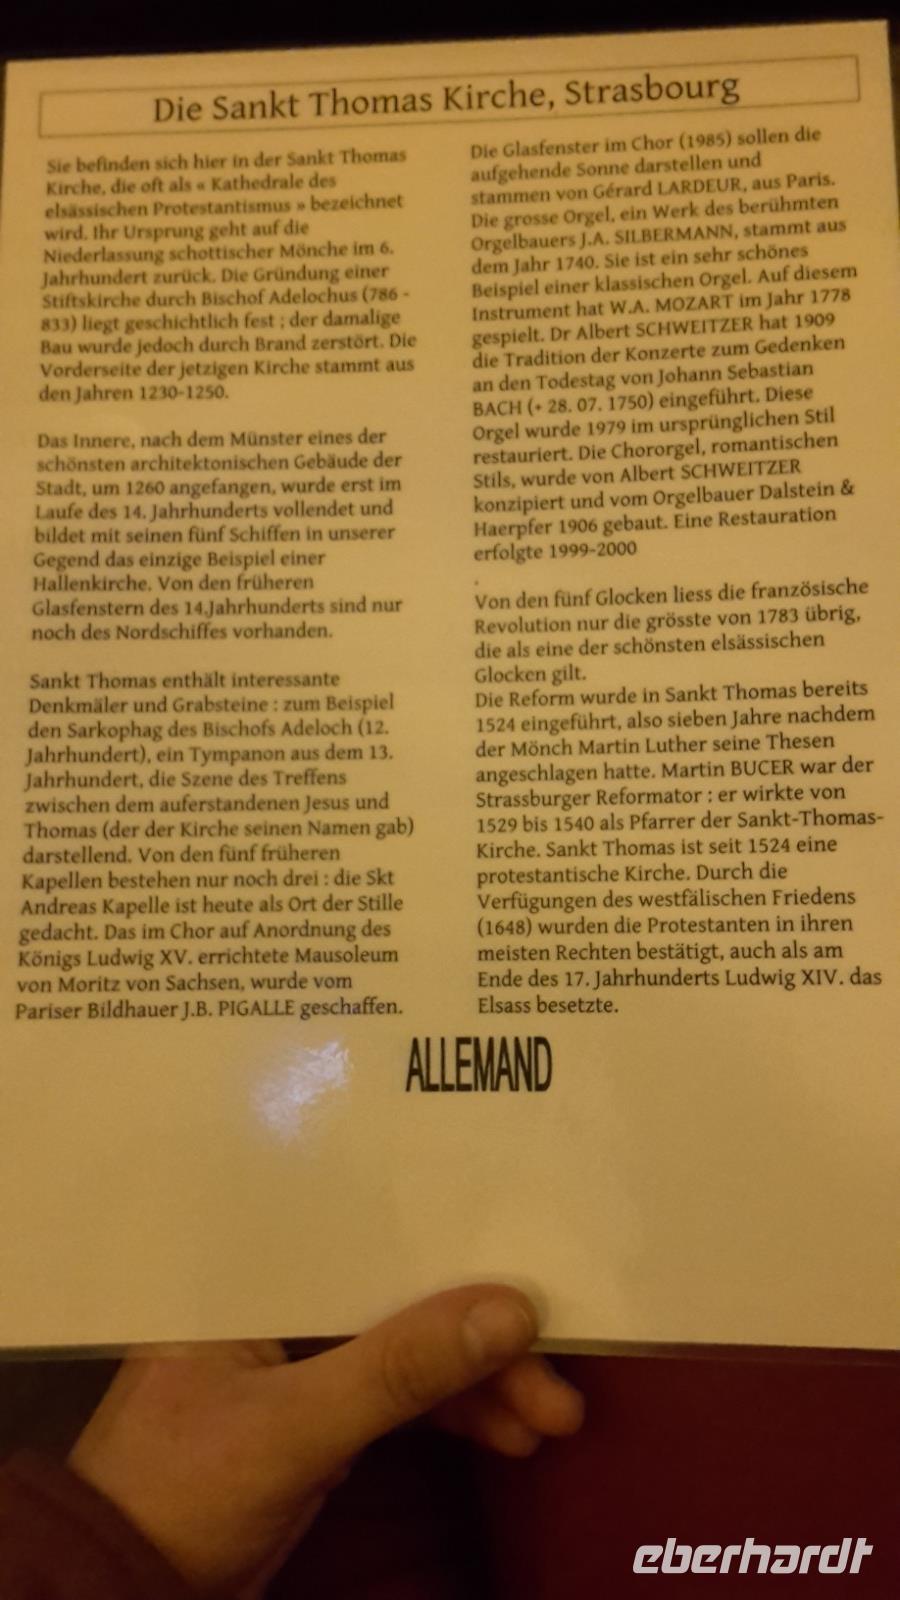 Die Sankt Thomas Kirche, Strasbourg
Sie befinden sich hier in der Sankt Thomas
Kirche, die oft als « Kathedrale des
elsässischen Protestantismus » bezeichnet
wird. Ihr Ursprung geht auf die
Niederlassung schottischer Mönche im 6.
Jahrhundert zurück. Die Gründung einer
Stiftskirche durch Bischof Adelochus (786 -
833) liegt geschichtlich fest ; der damalige
Bau wurde jedoch durch Brand zerstört. Die
Vorderseite der jetzigen Kirche stammt aus
den Jahren 1230-1250.
Das Innere, nach dem Münster eines der
schönsten architektonischen Gebäude der
Stadt, um 1260 angefangen, wurde erst im
Laufe des 14. Jahrhunderts vollendet und
bildet mit seinen fünf Schiffen in unserer
Gegend das einzige Beispiel einer
Hallenkirche. Von den früheren
Glasfenstern des 14.Jahrhunderts sind nur
noch des Nordschiffes vorhanden.
Sankt Thomas enthält interessante
Denkmäler und Grabsteine : zum Beispiel
den Sarkophag des Bischofs Adeloch (12.
Jahrhundert), ein Tympanon aus dem 13.
Jahrhundert, die Szene des Treffens
zwischen dem auferstandenen Jesus und
Thomas (der der Kirche seinen Namen gab)
darstellend. Von den fünf früheren
Kapellen bestehen nur noch drei : die Skt
Andreas Kapelle ist heute als Ort der Stille
gedacht. Das im Chor auf Anordnung des
Königs Ludwig XV. errichtete Mausoleum
von Moritz von Sachsen, wurde vom
Pariser Bildhauer J.B. PIGALLE geschaffen.
Die Glasfenster im Chor (1985) sollen die
aufgehende Sonne darstellen und
stammen von Gérard LARDEUR, aus Paris.
Die grosse Orgel, ein Werk des berühmten
Orgelbauers J.A. SILBERMANN, stammt aus
dem Jahr 1740. Sie ist ein sehr schönes
Beispiel einer klassischen Orgel. Auf diesem
Instrument hat W.A. MOZART im Jahr 1778
gespielt. Dr Albert SCHWEITZER hat 1909
die Tradition der Konzerte zum Gedenken
an den Todestag von Johann Sebastian
BACH (+ 28. 07. 1750) eingeführt. Diese
Orgel wurde 1979 im ursprünglichen Stil
restauriert. Die Chororgel, romantischen
Stils, wurde von Albert SCHWEITZER
konzipiert und vom Orgelbauer Dalstein &
Haerpfer 1906 gebaut. Eine Restauration
erfolgte 1999-2000
.
Von den fünf Glocken liess die französische
Revolution nur die grösste von 1783 übrig,
die als eine der schönsten elsässischen
Glocken gilt.
Die Reform wurde in Sankt Thomas bereits
1524 eingeführt, also sieben Jahre nachdem
der Mönch Martin Luther seine Thesen
angeschlagen hatte. Martin BUCER war der
Strassburger Reformator : er wirkte von
1529 bis 1540 als Pfarrer der Sankt-Thomas-
Kirche. Sankt Thomas ist seit 1524 eine
protestantische Kirche. Durch die
Verfügungen des westfälischen Friedens
(1648) wurden die Protestanten in ihren
meisten Rechten bestätigt, auch als am
Ende des 17. Jahrhunderts Ludwig XIV. das
Elsass besetzte.
ALLEMAND
eberhardt